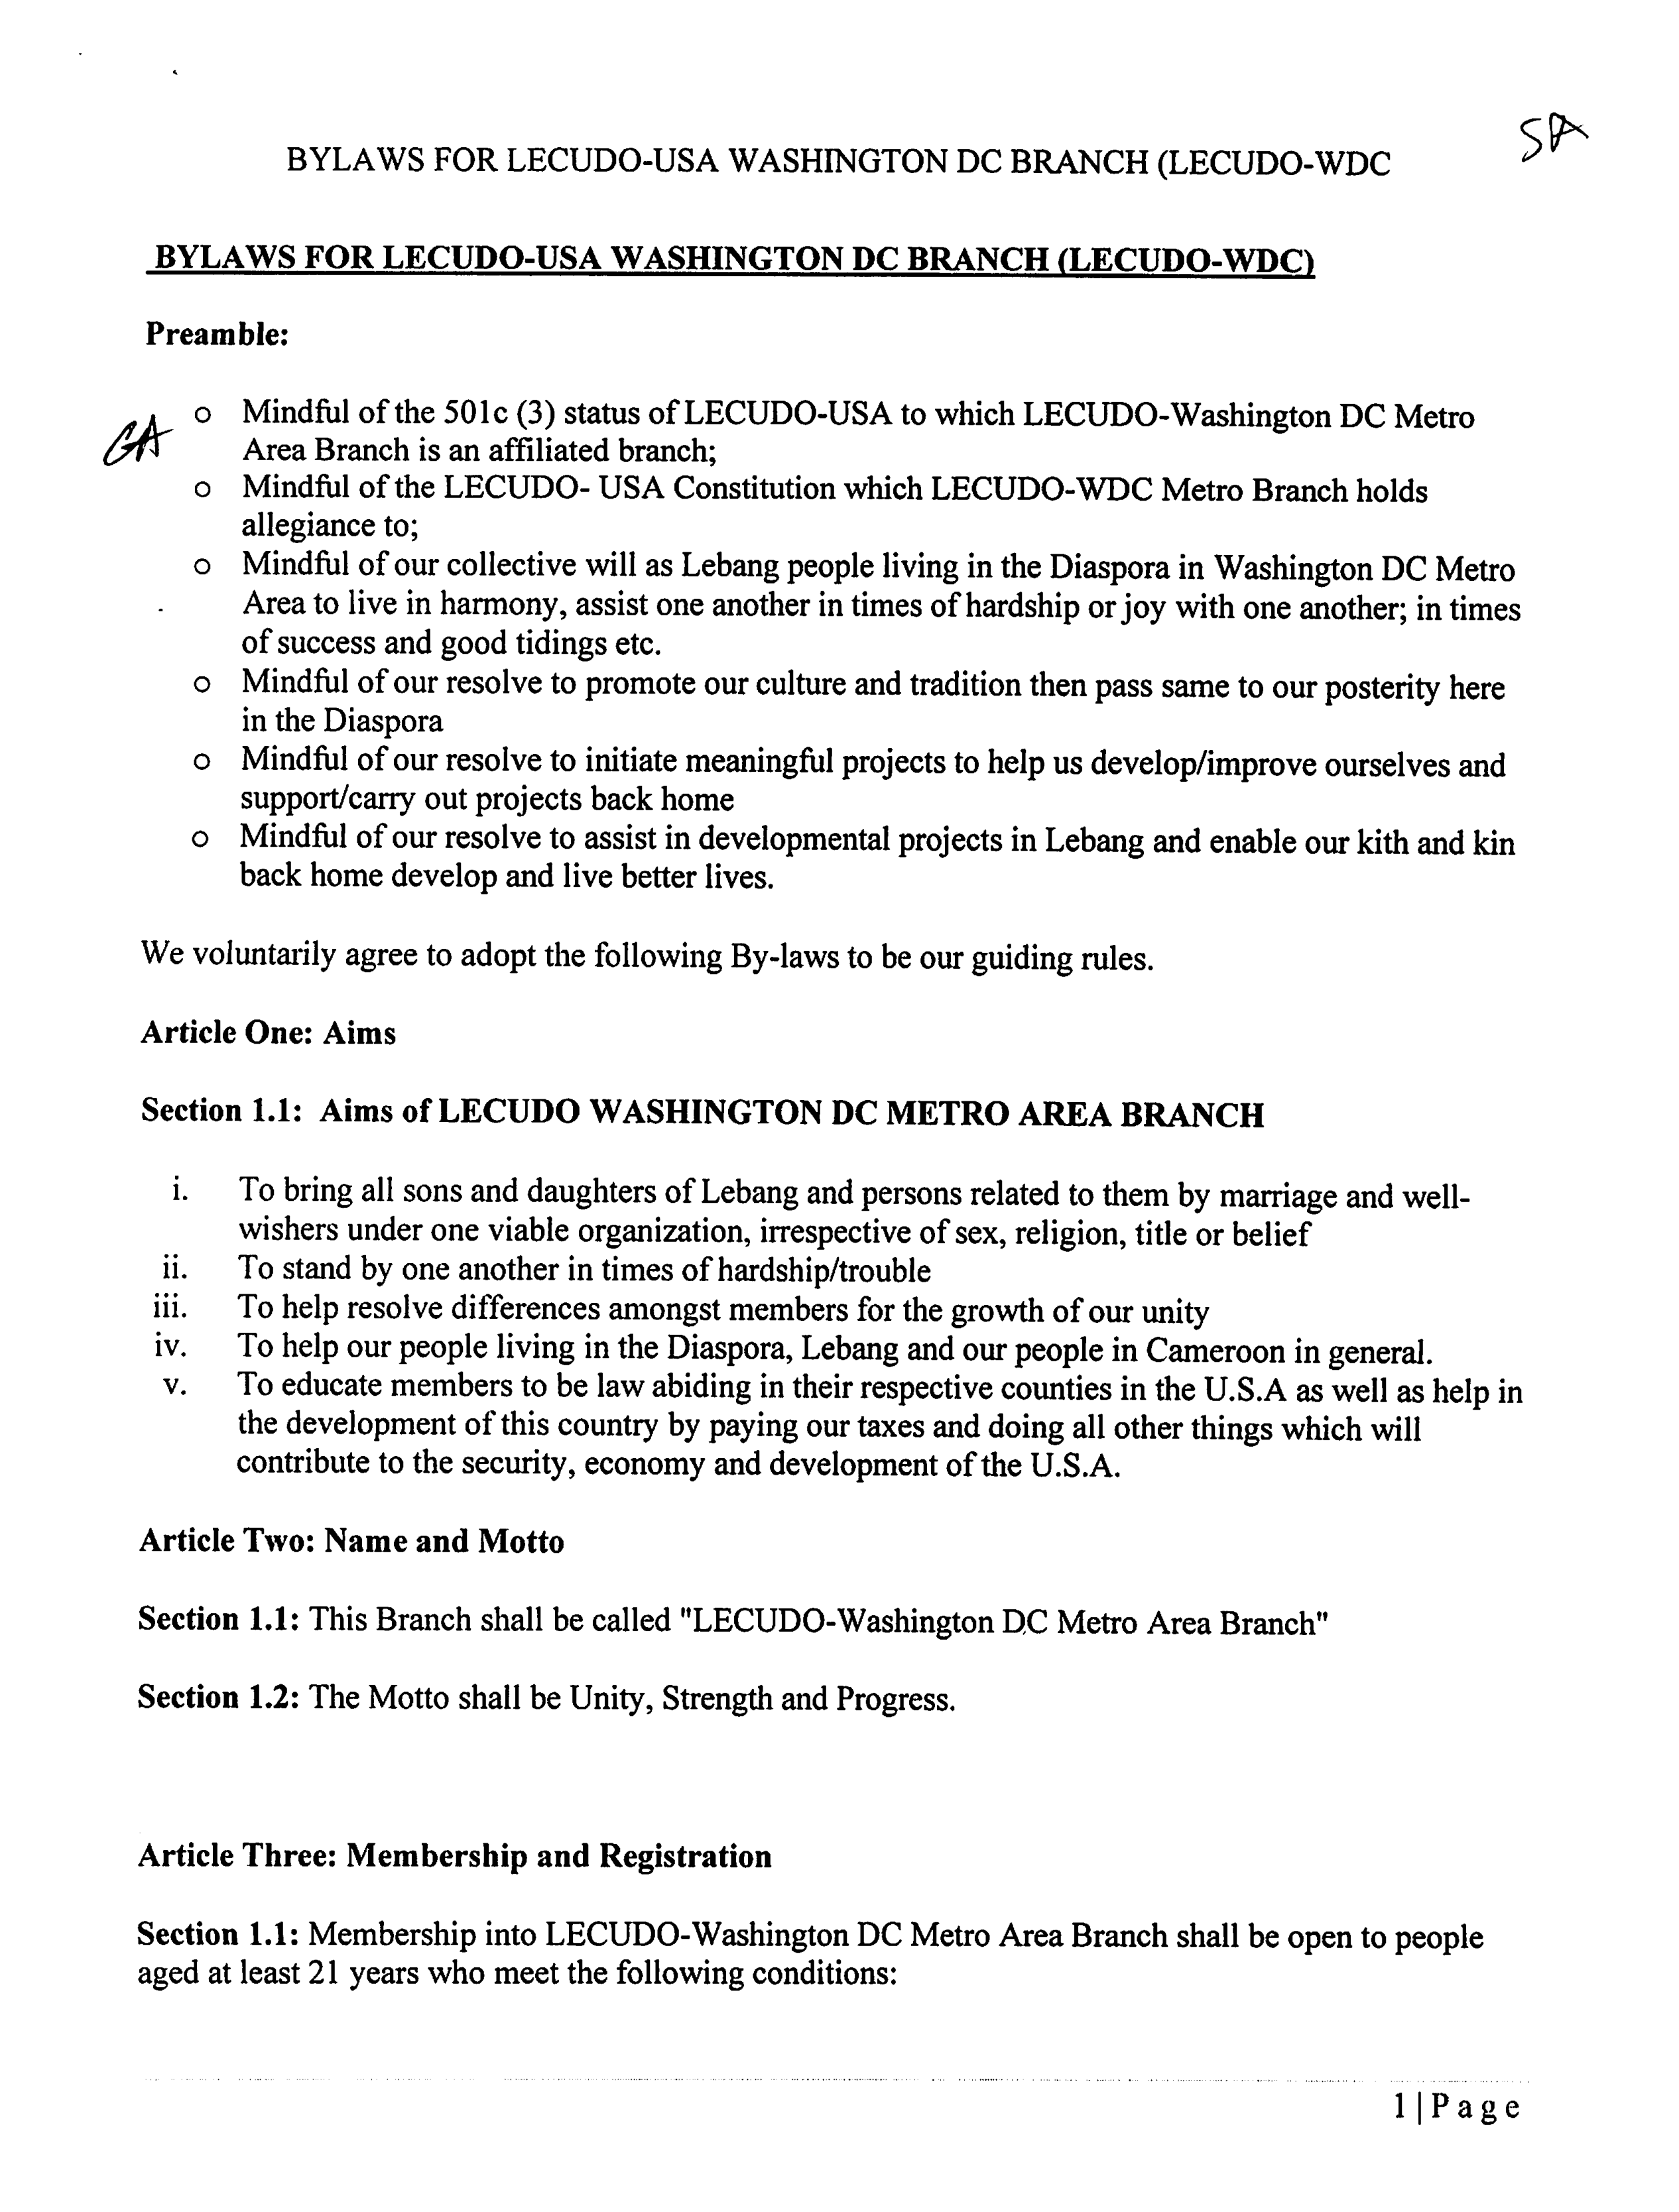 SA
BYLAWS FOR LECUDO-USA WASHINGTON DC BRANCH (LECUDO-WDC
BYLAWS FOR LECUDO-USA WASHINGTON DC BRANCH (LECUDO-WDC)
Preamble:
o Mindful of the 501c (3) status of LECUDO-USA to which LECUDO-Washington DC Metro
GA
Area Branch is an affiliated branch;
o Mindful of the LECUDO- USA Constitution which LECUDO-WDC Metro Branch holds
allegiance to;
o Mindful of our collective will as Lebang people living in the Diaspora in Washington DC Metro
Area to live in harmony, assist one another in times of hardship or joy with one another; in times
of success and good tidings etc.
o Mindful of our resolve to promote our culture and tradition then pass same to our posterity here
in the Diaspora
o Mindful of our resolve to initiate meaningful projects to help us develop/improve ourselves and
support/carry out projects back home
o Mindful of our resolve to assist in developmental projects in Lebang and enable our kith and kin
back home develop and live better lives.
We voluntarily agree to adopt the following By-laws to be our guiding rules.
Article One: Aims
Section 1.1: Aims of LECUDO WASHINGTON DC METRO AREA BRANCH
i. To bring all sons and daughters of Lebang and persons related to them by marriage and well-
wishers under one viable organization, irrespective of sex, religion, title or belief
ii. To stand by one another in times of hardship/trouble
iii. To help resolve differences amongst members for the growth of our unity
iv. To help our people living in the Diaspora, Lebang and our people in Cameroon in general.
v. To educate members to be law abiding in their respective counties in the U.S.A as well as help in
the development of this country by paying our taxes and doing all other things which will
contribute to the security, economy and development of the U.S.A.
Article Two: Name and Motto
Section 1.1: This Branch shall be called "LECUDO-Washington DC Metro Area Branch"
Section 1.2: The Motto shall be Unity, Strength and Progress.
Article Three: Membership and Registration
Section 1.1: Membership into LECUDO-Washington DC Metro Area Branch shall be open to people
aged at least 21 years who meet the following conditions:
1 | Page